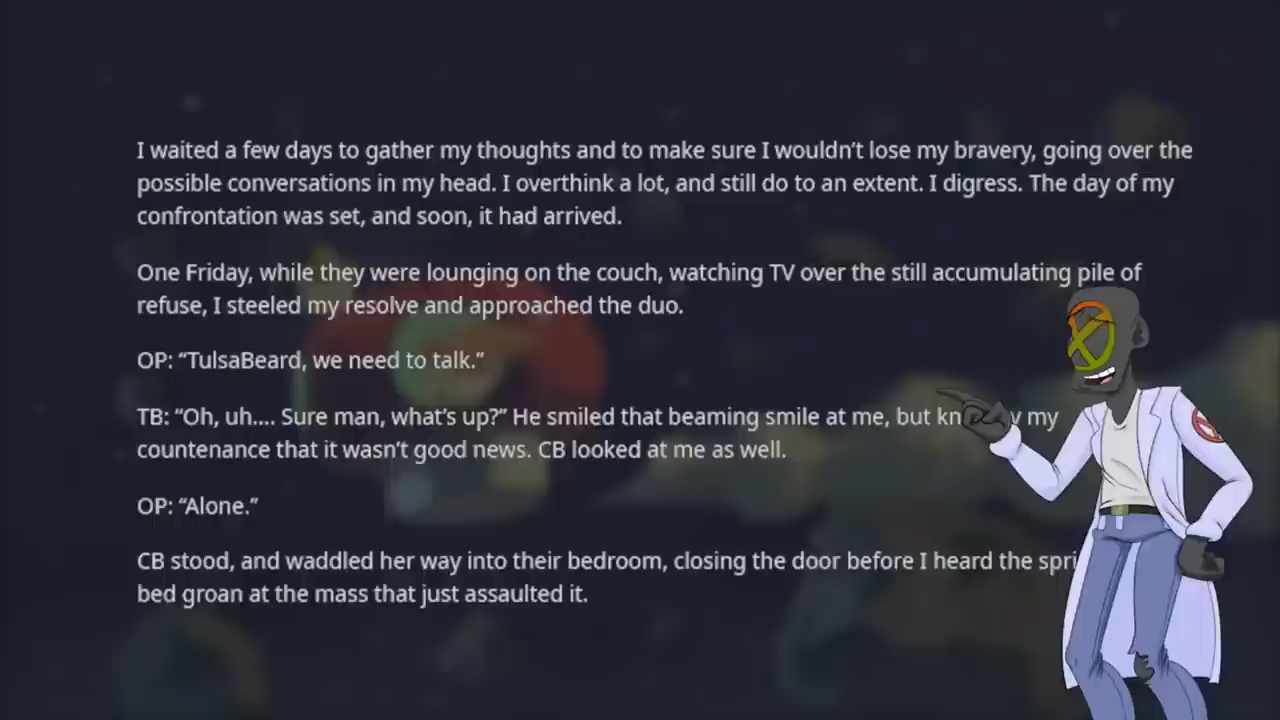 I waited a few days to gather my thoughts and to make sure I wouldn't lose my bravery, going over the
possible conversations in my head. I overthink a lot, and still do to an extent. I digress. The day of my
confrontation was set, and soon, it had arrived.
One Friday, while they were lounging on the couch, watching TV over the still accumulating pile of
refuse, I steeled my resolve and approached the duo.
OP: “TulsaBeard, we need to talk.”
TB: “Oh, uh.... Sure man, what's up?” He smiled that beaming smile at me, but my
countenance that it wasn't good news. CB looked at me as well.
OP: “Alone.”
CB stood, and waddled her way into their bedroom, closing the door before I heard the
bed groan at the mass that just assaulted it.